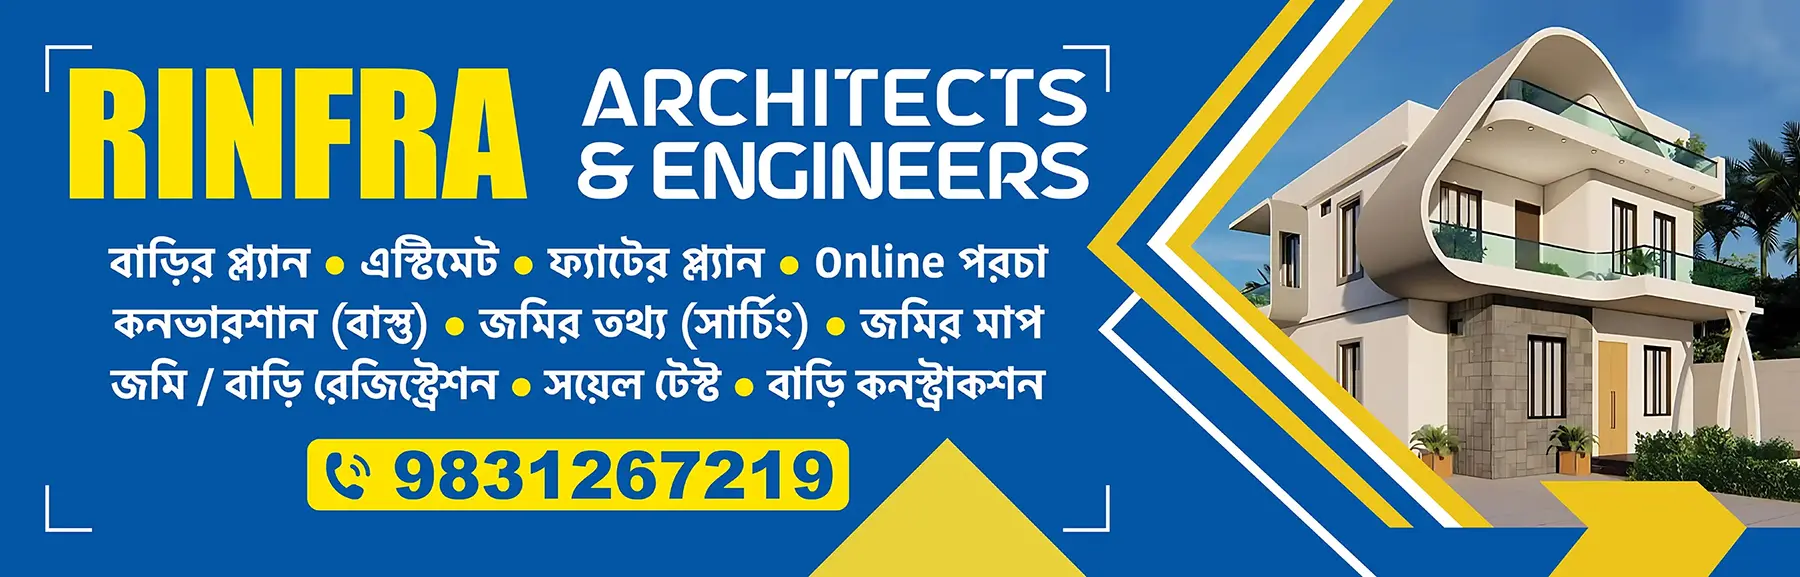 RINFRA
ARCHITECTS
& ENGINEERS
বাড়ির প্ল্যান • এস্টিমেট • ফ্যাটের প্ল্যান • Online পরচা
কনভারশান (বাস্তু) • জমির তথ্য (সার্চিং) • জমির মাপ
জমি / বাড়ি রেজিস্ট্রেশন • সয়েল টেস্ট • বাড়ি কনস্ট্রাকশন
9831267219